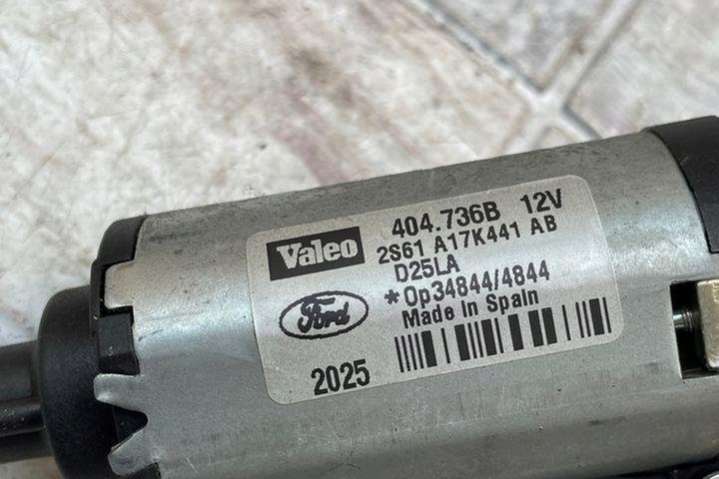 Valeo
404.736B 12V
2S61 A17K441 AB
D25LA
*Op34844/4844
Made In Spain
Ford
2025